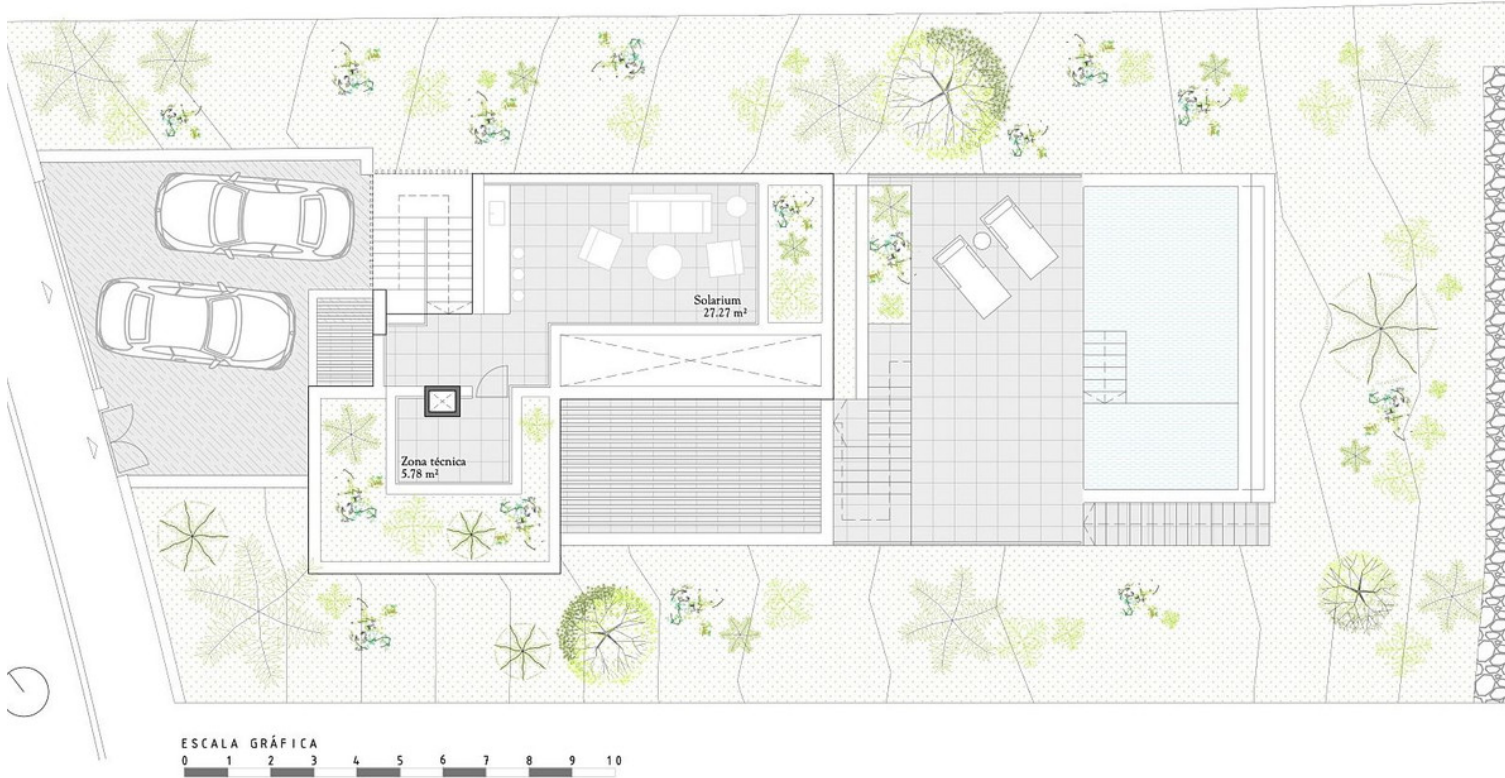 Solarium
27.27 m²
Zona técnica
5.78 m²
ESCALA GRÁFICA
0 1 2 3 4 5 6 7 8 9 10